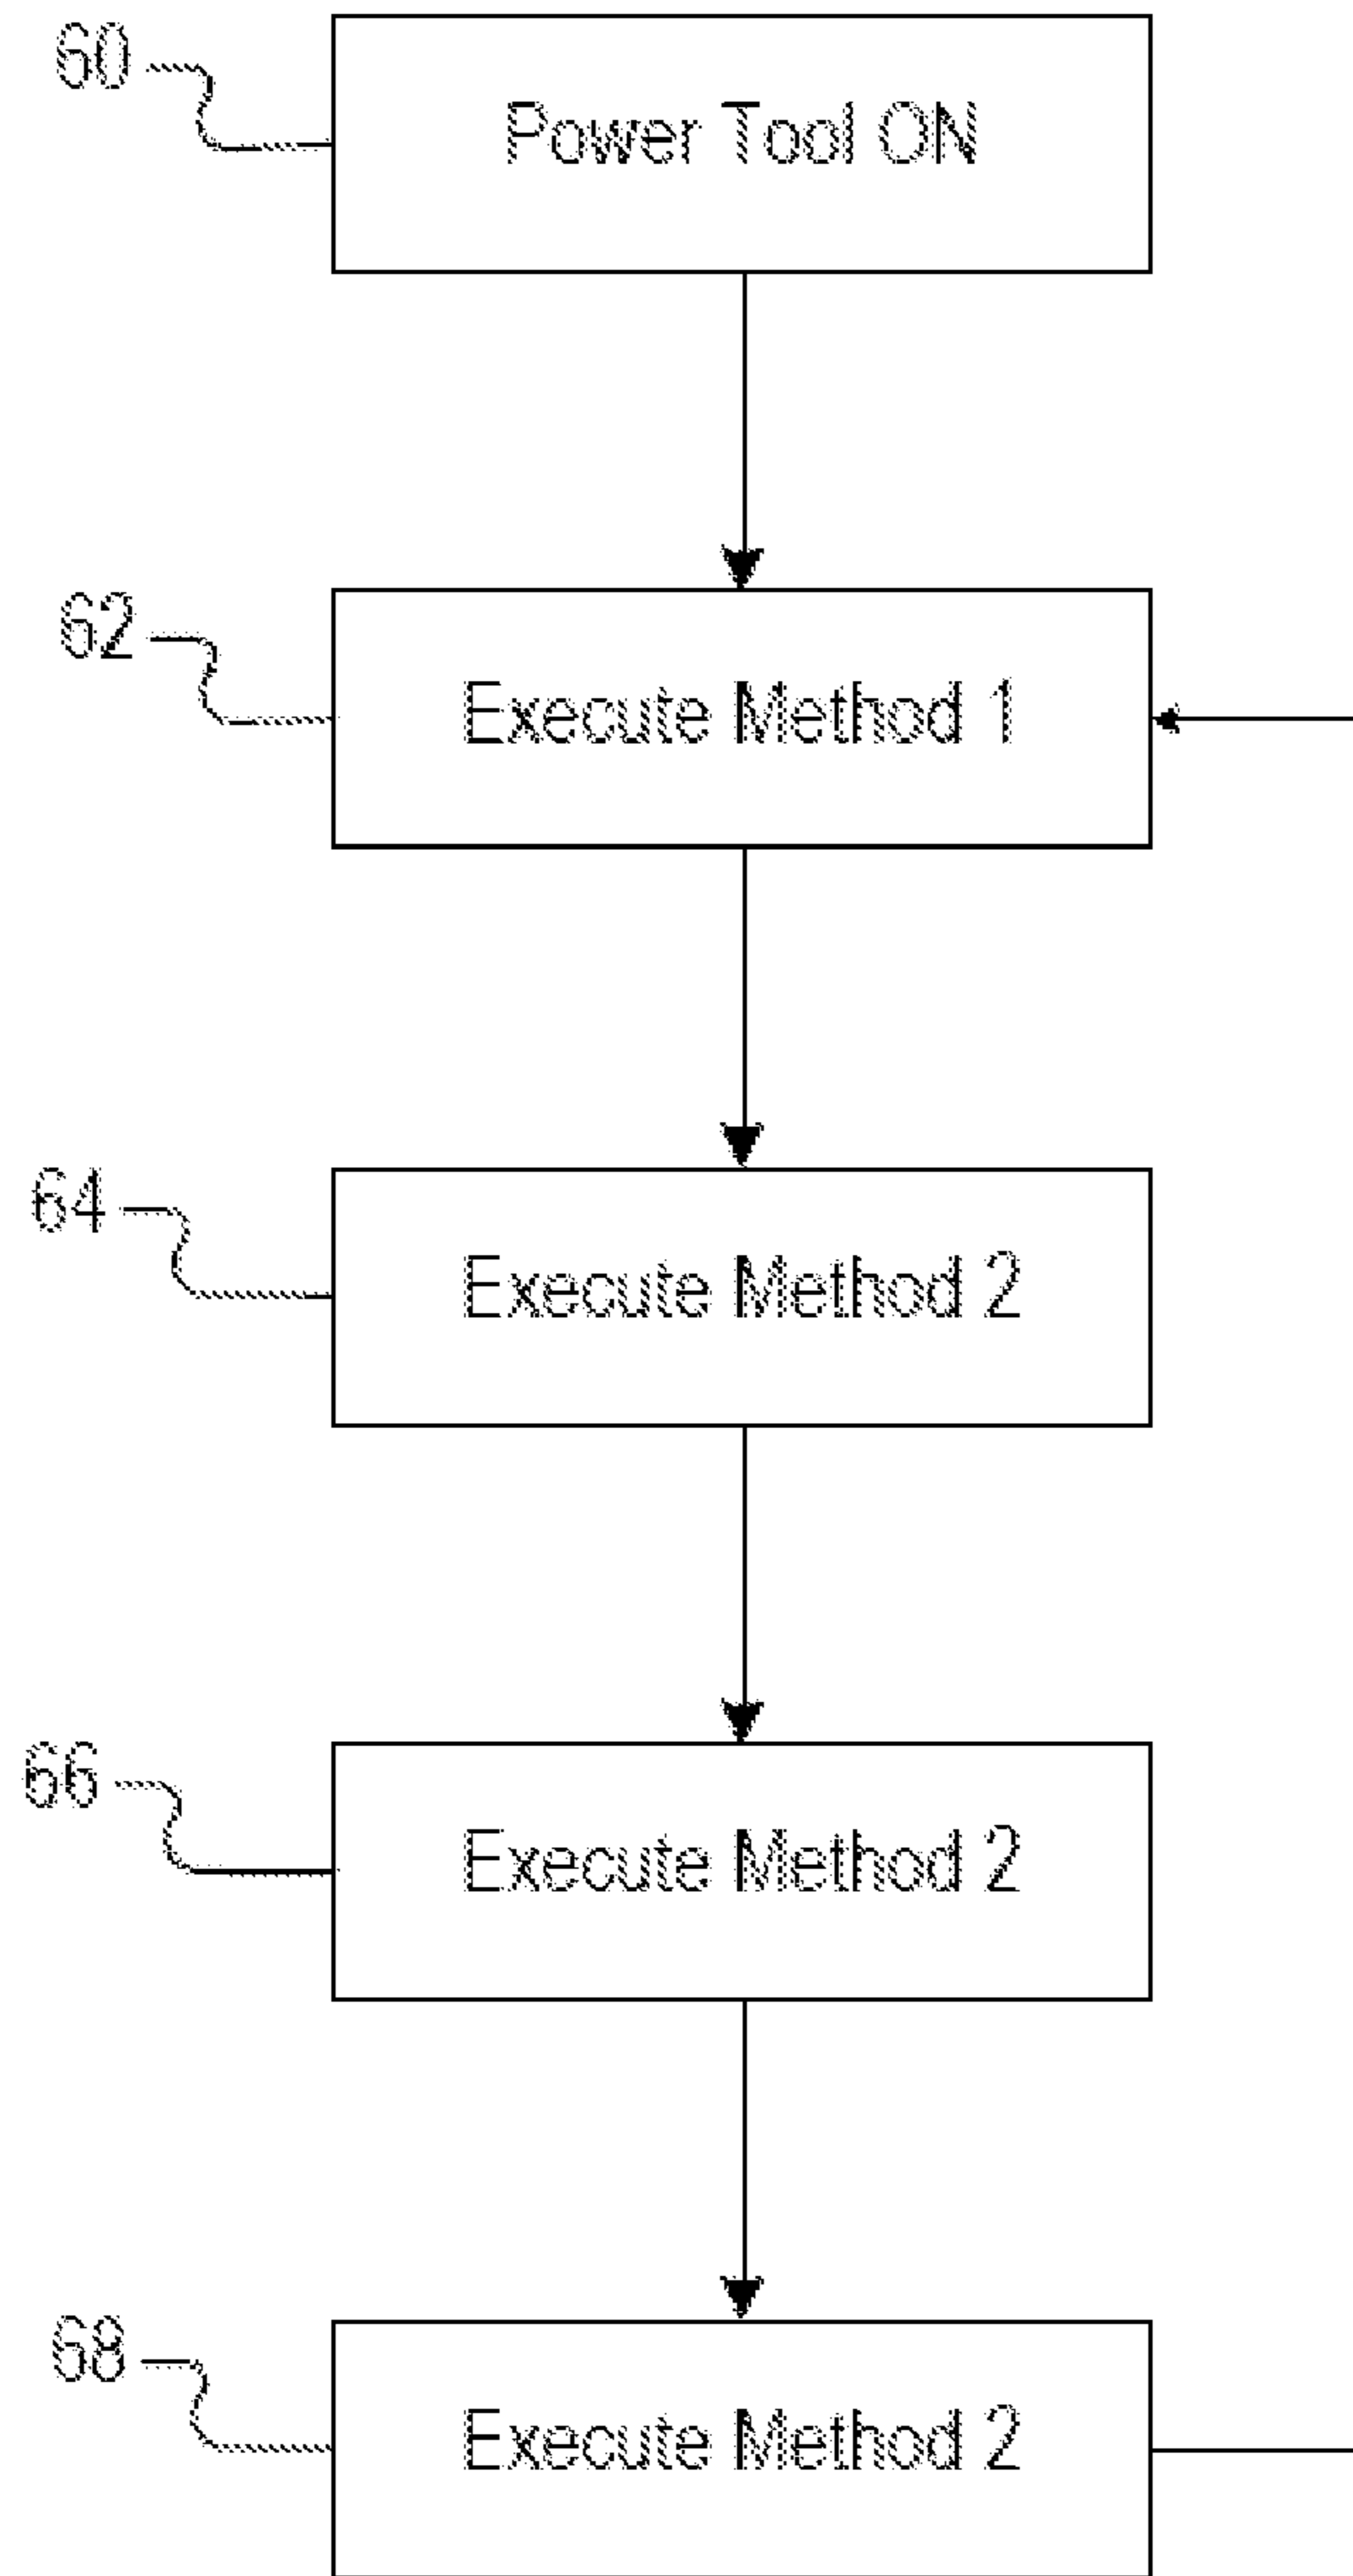 60
Power Tool ON
62
Execute Method 1
64
Execute Method 2
66
Execute Method 2
68
Execute Method 2